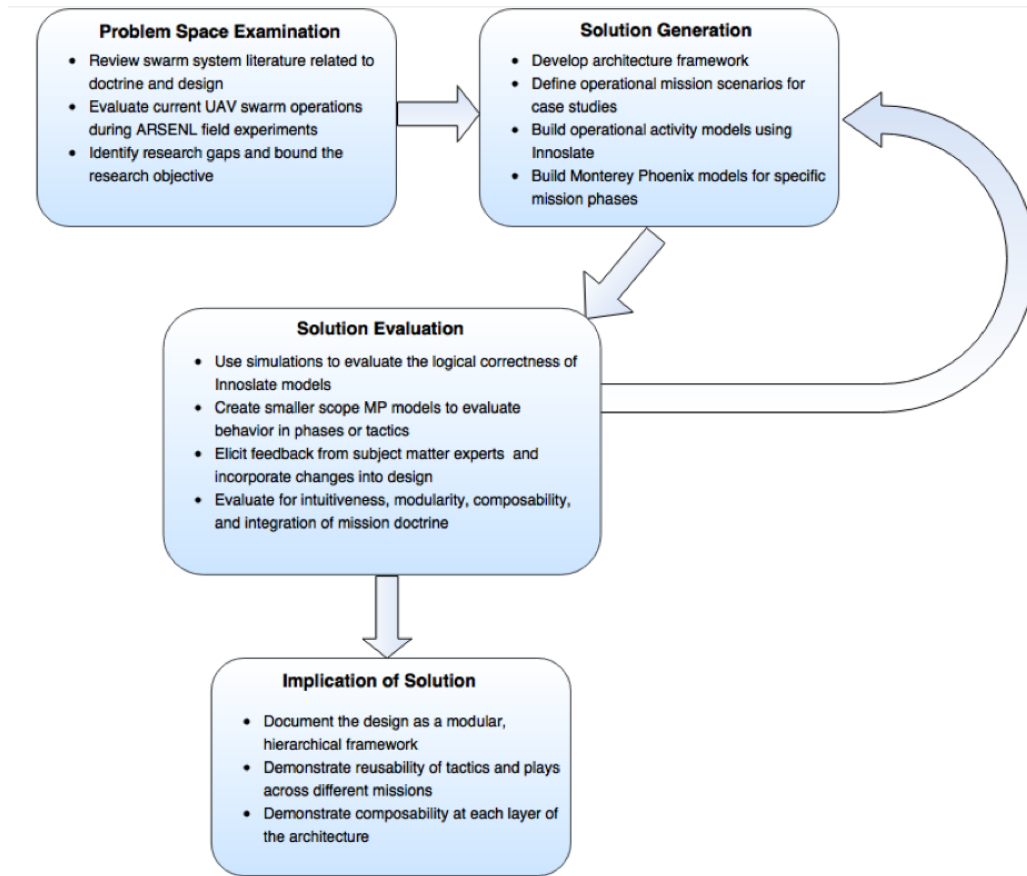 Problem Space Examination
• Review swarm system literature related to
doctrine and design
• Evaluate current UAV swarm operations
during ARSENL field experiments
• Identify research gaps and bound the
research objective
Solution Generation
• Develop architecture framework
• Define operational mission scenarios for
case studies
• Build operational activity models using
Innoslate
• Build Monterey Phoenix models for specific
mission phases
Solution Evaluation
• Use simulations to evaluate the logical correctness of
Innoslate models
• Create smaller scope MP models to evaluate
behavior in phases or tactics
• Elicit feedback from subject matter experts and
incorporate changes into design
• Evaluate for intuitiveness, modularity, composability,
and integration of mission doctrine
Implication of Solution
• Document the design as a modular,
hierarchical framework
• Demonstrate reusability of tactics and plays
across different missions
• Demonstrate composability at each layer of
the architecture